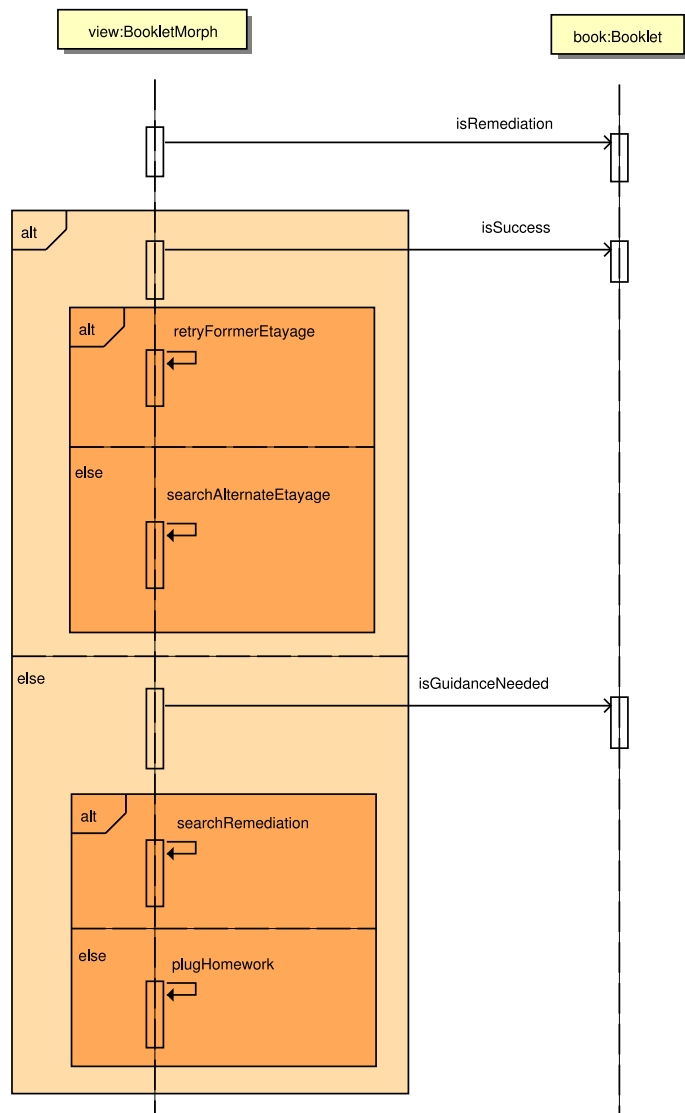 view:BookletMorph
book:Booklet
isRemediation
alt
isSuccess
alt
retryForrmerEtayage
else
searchAlternateEtayage
else
isGuidanceNeeded
alt
searchRemediation
else
plugHomework